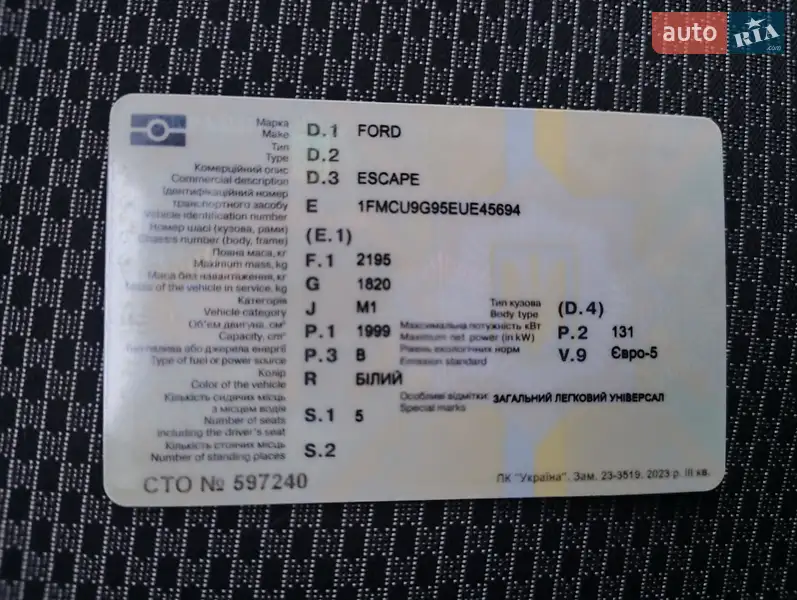 auto RIA .com
Марка D.1 FORD
Make
Тип D.2
Type
Комерційний опис D.3 ESCAPE
Commercial description
Ідентифікаційний номер
транспортного засобу E 1FMCU9G95EUE45694
Vehicle identification number
Номер шасі (кузова, рами) (E.1)
Chassis number (body, frame)
Повна маса, кг F.1 2195
Maximum mass, kg
Маса без навантаження, кг G 1820
Mass of the vehicle in service, kg
Категорія J M1 Тип кузова (D.4)
Vehicle category Body type
Об'єм двигуна, см³ P.1 1999 Максимальна потужність кВт P.2 131
Capacity, cm³ Maximum net power (in kW)
Тип палива або джерела енергії P.3 B Рівень екологічних норм V.9 Євро-5
Type of fuel or power source Emission standard
Колір R БІЛИЙ
Color of the vehicle
Кількість сидячих місць Особливі відмітки: ЗАГАЛЬНИЙ ЛЕГКОВИЙ УНІВЕРСАЛ
з місцем водія S.1 5 Special marks
Number of seats
including the driver's seat
Кількість стоячих місць S.2
Number of standing places
СТО № 597240 ПК "Україна". Зам. 23-3519. 2023 р. III кв.